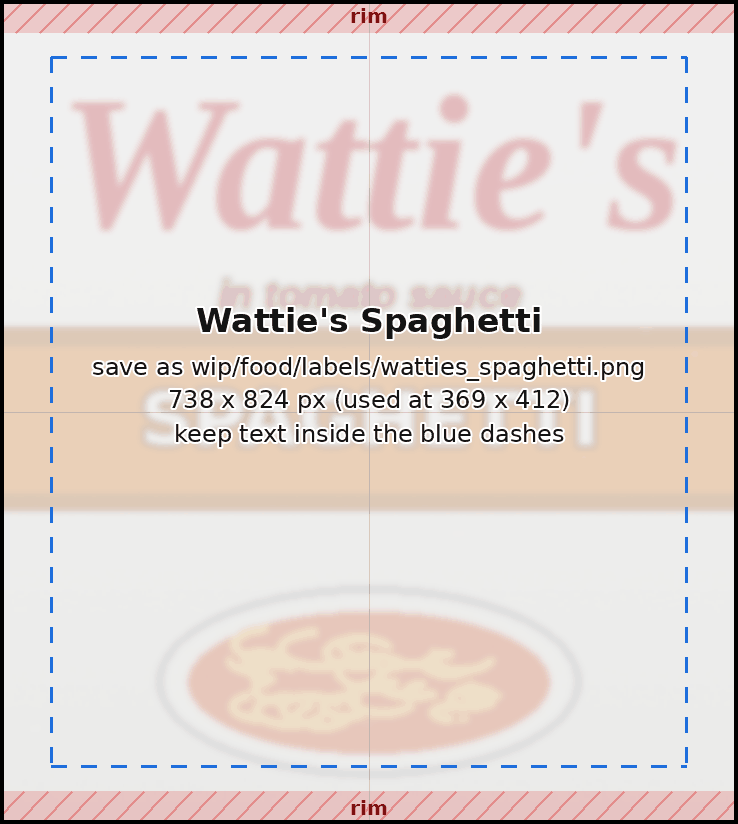 rim
Wattie's
in tomato sauce
Wattie's Spaghetti
save as wip/food/labels/watties_spaghetti.png
738 x 824 px (used at 369 x 412)
SPAGHETTI
keep text inside the blue dashes
rim